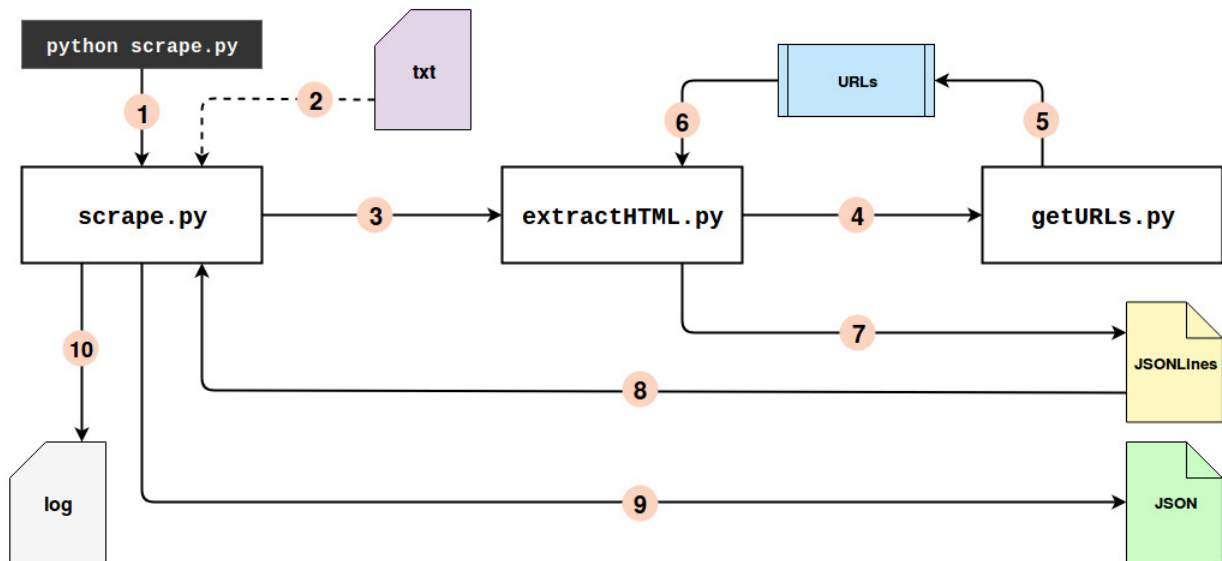 python scrape.py
txt
URLs
1
2
6
5
scrape.py
3
extractHTML.py
4
getURLs.py
10
7
JSONLines
8
log
9
JSON